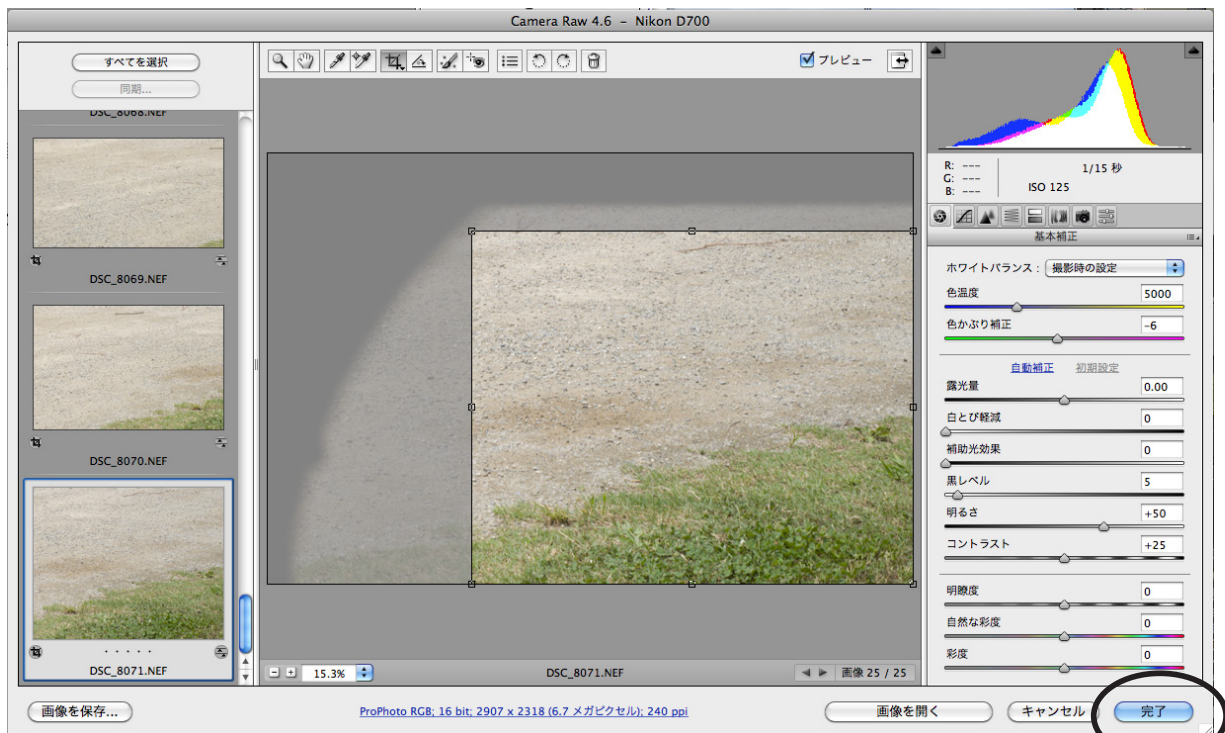 Camera Raw 4.6 – Nikon D700
すべてを選択
同期...
DSC_8068.NEF
DSC_8069.NEF
DSC_8070.NEF
DSC_8071.NEF
プレビュー
15.3%
DSC_8071.NEF
画像 25 / 25
R: ---
G: ---
B: ---
1/15 秒
ISO 125
基本補正
ホワイトバランス : 撮影時の設定
色温度 5000
色かぶり補正 -6
自動補正 初期設定
露光量 0.00
白とび軽減 0
補助光効果 0
黒レベル 5
明るさ +50
コントラスト +25
明瞭度 0
自然な彩度 0
彩度 0
画像を保存...
ProPhoto RGB; 16 bit; 2907 x 2318 (6.7 メガピクセル); 240 ppi
画像を開く
キャンセル
完了